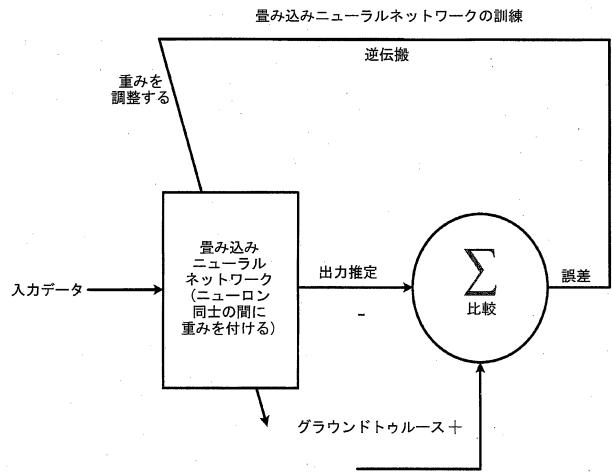 畳み込みニューラルネットワークの訓練
逆伝搬
重みを
調整する
畳み込み
ニューラル
ネットワーク
（ニューロン
同士の間に
重みを付ける）
入力データ
出力推定
-
Σ
比較
誤差
グラウンドトゥルース＋